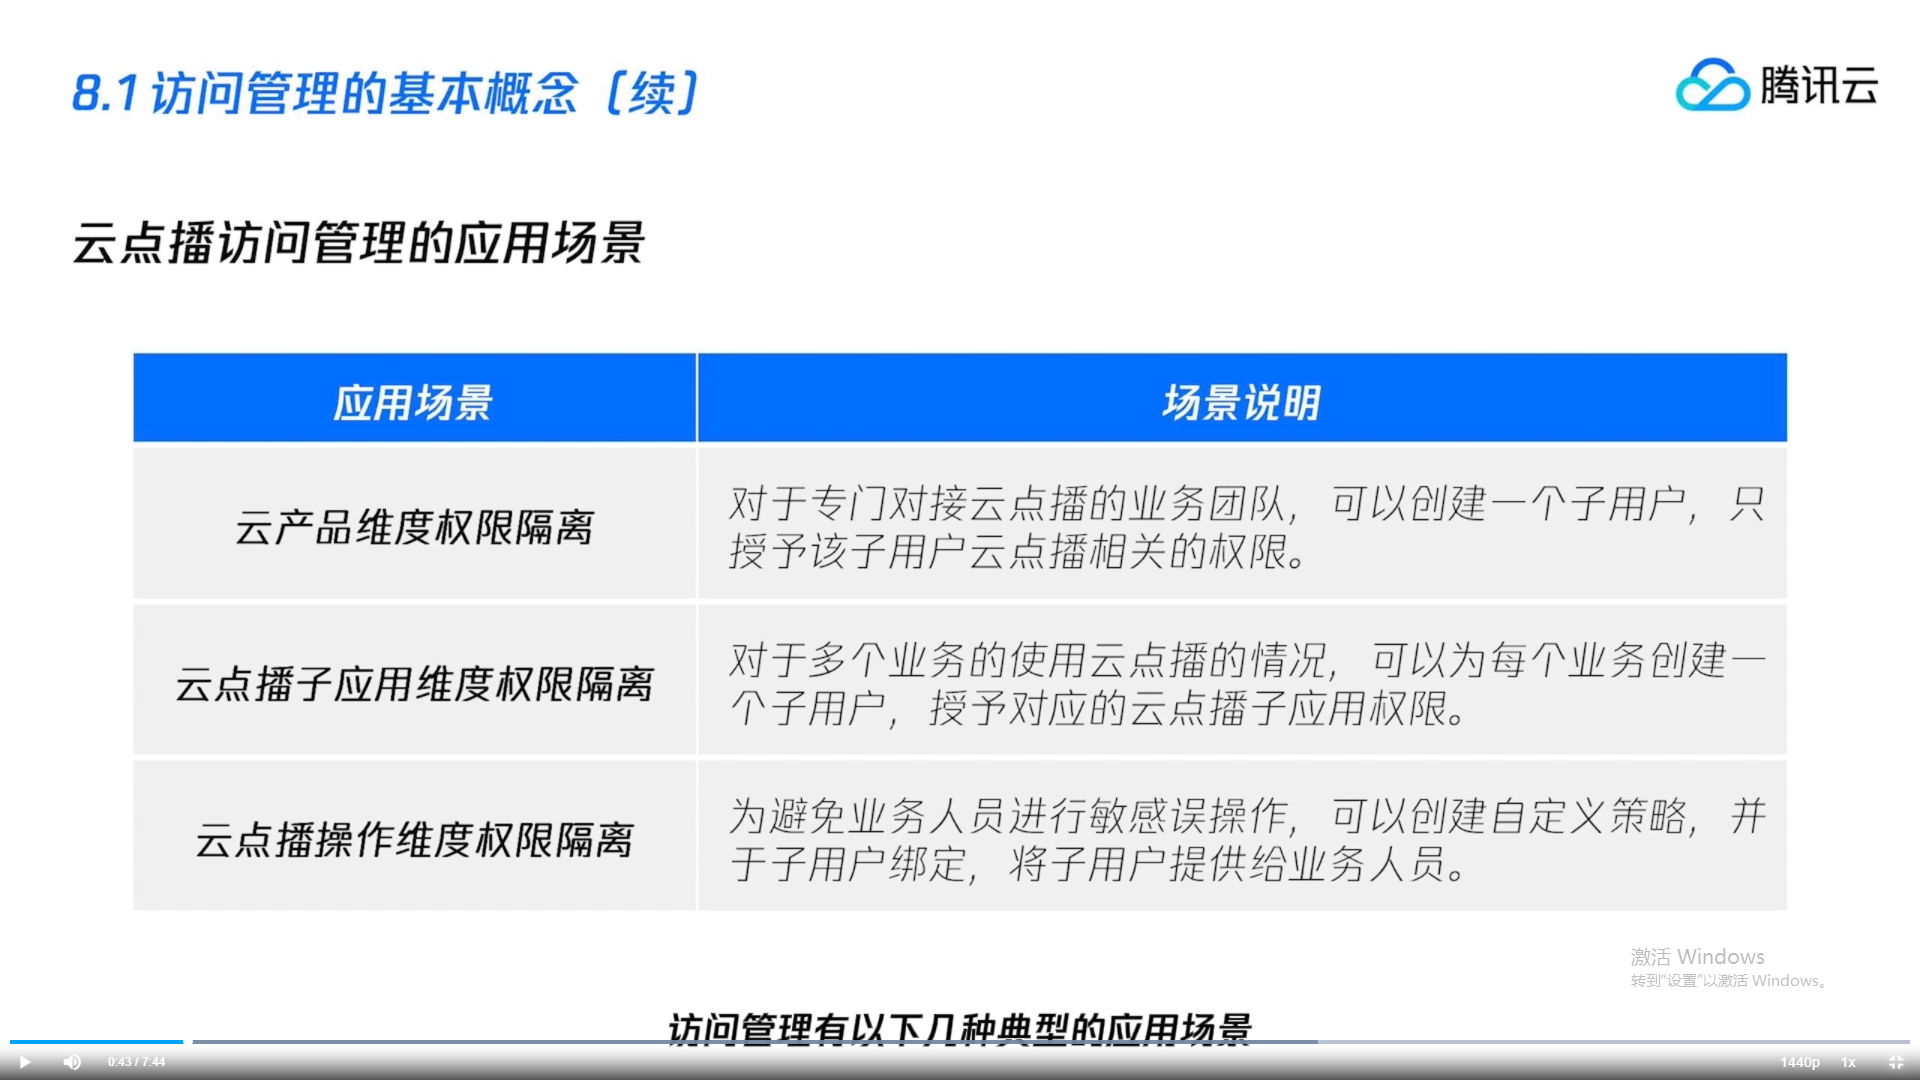 8.1 访问管理的基本概念（续）
腾讯云
云点播访问管理的应用场景
应用场景
场景说明
云产品维度权限隔离
对于专门对接云点播的业务团队，可以创建一个子用户，只
授予该子用户云点播相关的权限。
云点播子应用维度权限隔离
对于多个业务的使用云点播的情况，可以为每个业务创建一
个子用户，授予对应的云点播子应用权限。
云点播操作维度权限隔离
为避免业务人员进行敏感误操作，可以创建自定义策略，并
于子用户绑定，将子用户提供给业务人员。
激活 Windows
转到“设置”以激活 Windows。
访问管理有以下几种典型的应用场景
0:43 / 7:44
1440p
1x